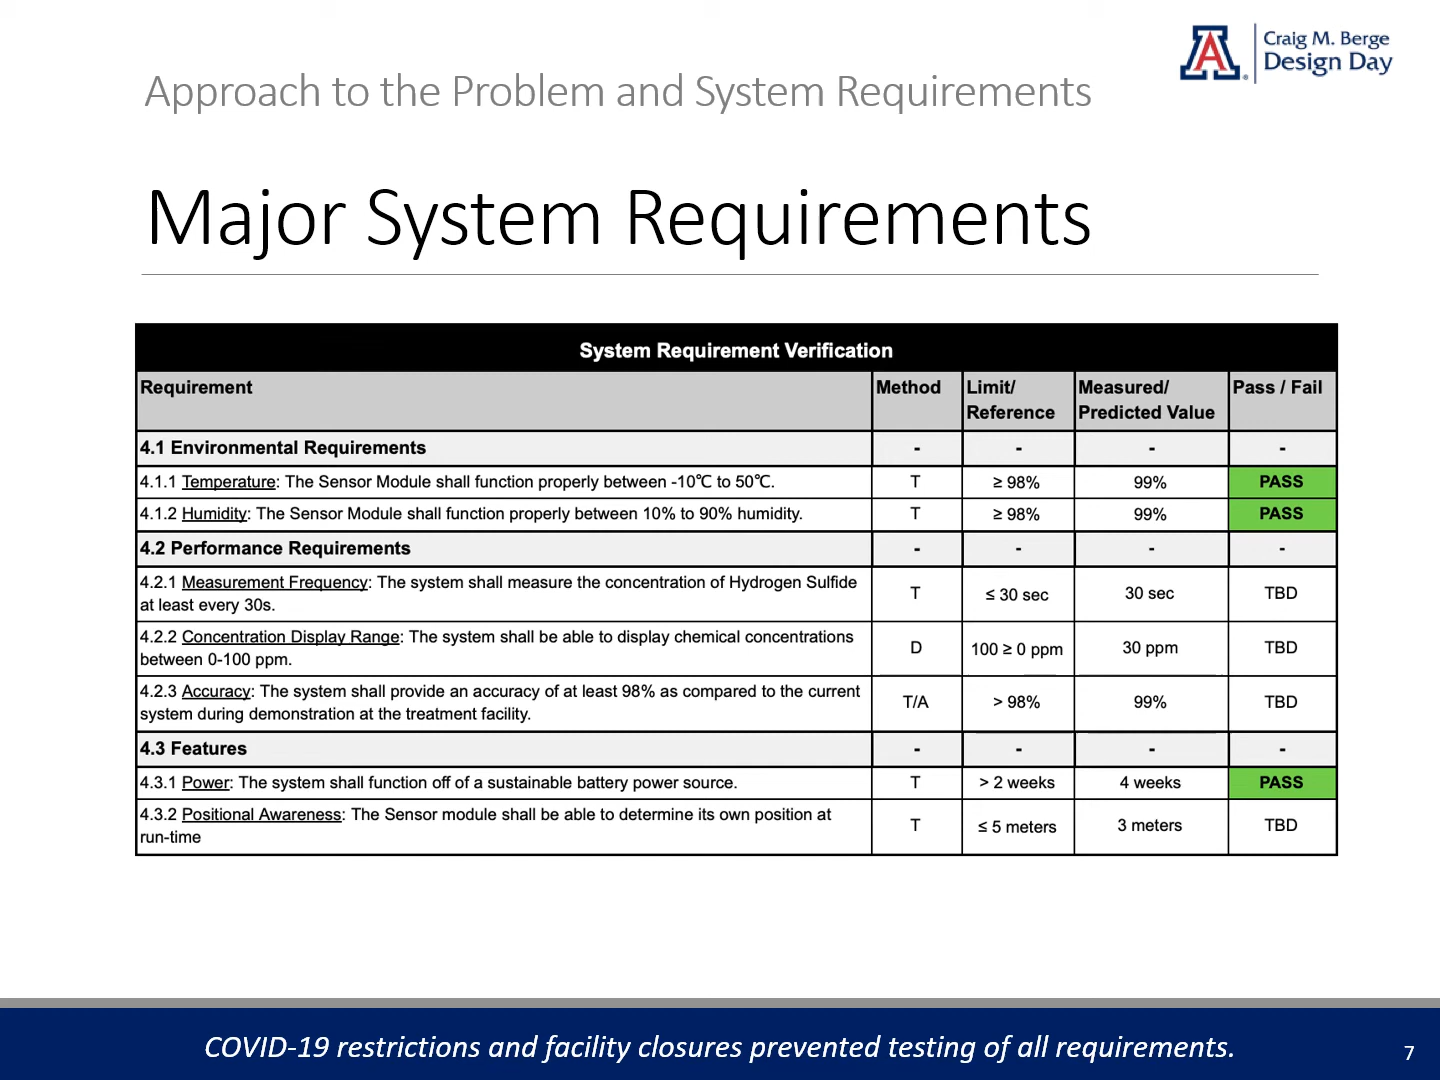 Craig M. Berge
Design Day
Approach to the Problem and System Requirements
Major System Requirements
System Requirement Verification
Requirement Method Limit/ Reference Measured/ Predicted Value Pass / Fail
4.1 Environmental Requirements - - - -
4.1.1 Temperature: The Sensor Module shall function properly between -10℃ to 50℃. T ≥ 98% 99% PASS
4.1.2 Humidity: The Sensor Module shall function properly between 10% to 90% humidity. T ≥ 98% 99% PASS
4.2 Performance Requirements - - - -
4.2.1 Measurement Frequency: The system shall measure the concentration of Hydrogen Sulfide
at least every 30s. T ≤ 30 sec 30 sec TBD
4.2.2 Concentration Display Range: The system shall be able to display chemical concentrations
between 0-100 ppm. D 100 ≥ 0 ppm 30 ppm TBD
4.2.3 Accuracy: The system shall provide an accuracy of at least 98% as compared to the current
system during demonstration at the treatment facility. T/A > 98% 99% TBD
4.3 Features - - - -
4.3.1 Power: The system shall function off of a sustainable battery power source. T > 2 weeks 4 weeks PASS
4.3.2 Positional Awareness: The Sensor module shall be able to determine its own position at
run-time T ≤ 5 meters 3 meters TBD
COVID-19 restrictions and facility closures prevented testing of all requirements.
7